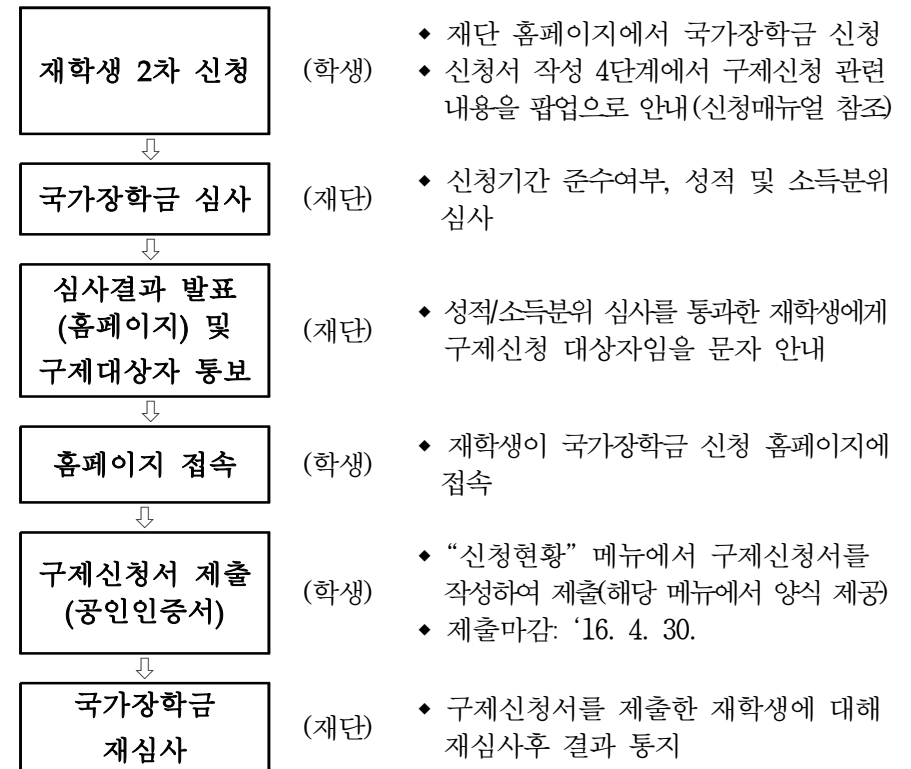 재학생 2차 신청
(학생)
◆ 재단 홈페이지에서 국가장학금 신청
◆ 신청서 작성 4단계에서 구제신청 관련
내용을 팝업으로 안내(신청매뉴얼 참조)
⇩
국가장학금 심사
(재단)
◆ 신청기간 준수여부, 성적 및 소득분위
심사
⇩
심사결과 발표
(홈페이지) 및
구제대상자 통보
(재단)
◆ 성적/소득분위 심사를 통과한 재학생에게
구제신청 대상자임을 문자 안내
⇩
홈페이지 접속
(학생)
◆ 재학생이 국가장학금 신청 홈페이지에
접속
⇩
구제신청서 제출
(공인인증서)
(학생)
◆ “신청현황” 메뉴에서 구제신청서를
작성하여 제출(해당 메뉴에서 양식 제공)
◆ 제출마감: ‘16. 4. 30.
⇩
국가장학금
재심사
(재단)
◆ 구제신청서를 제출한 재학생에 대해
재심사후 결과 통지